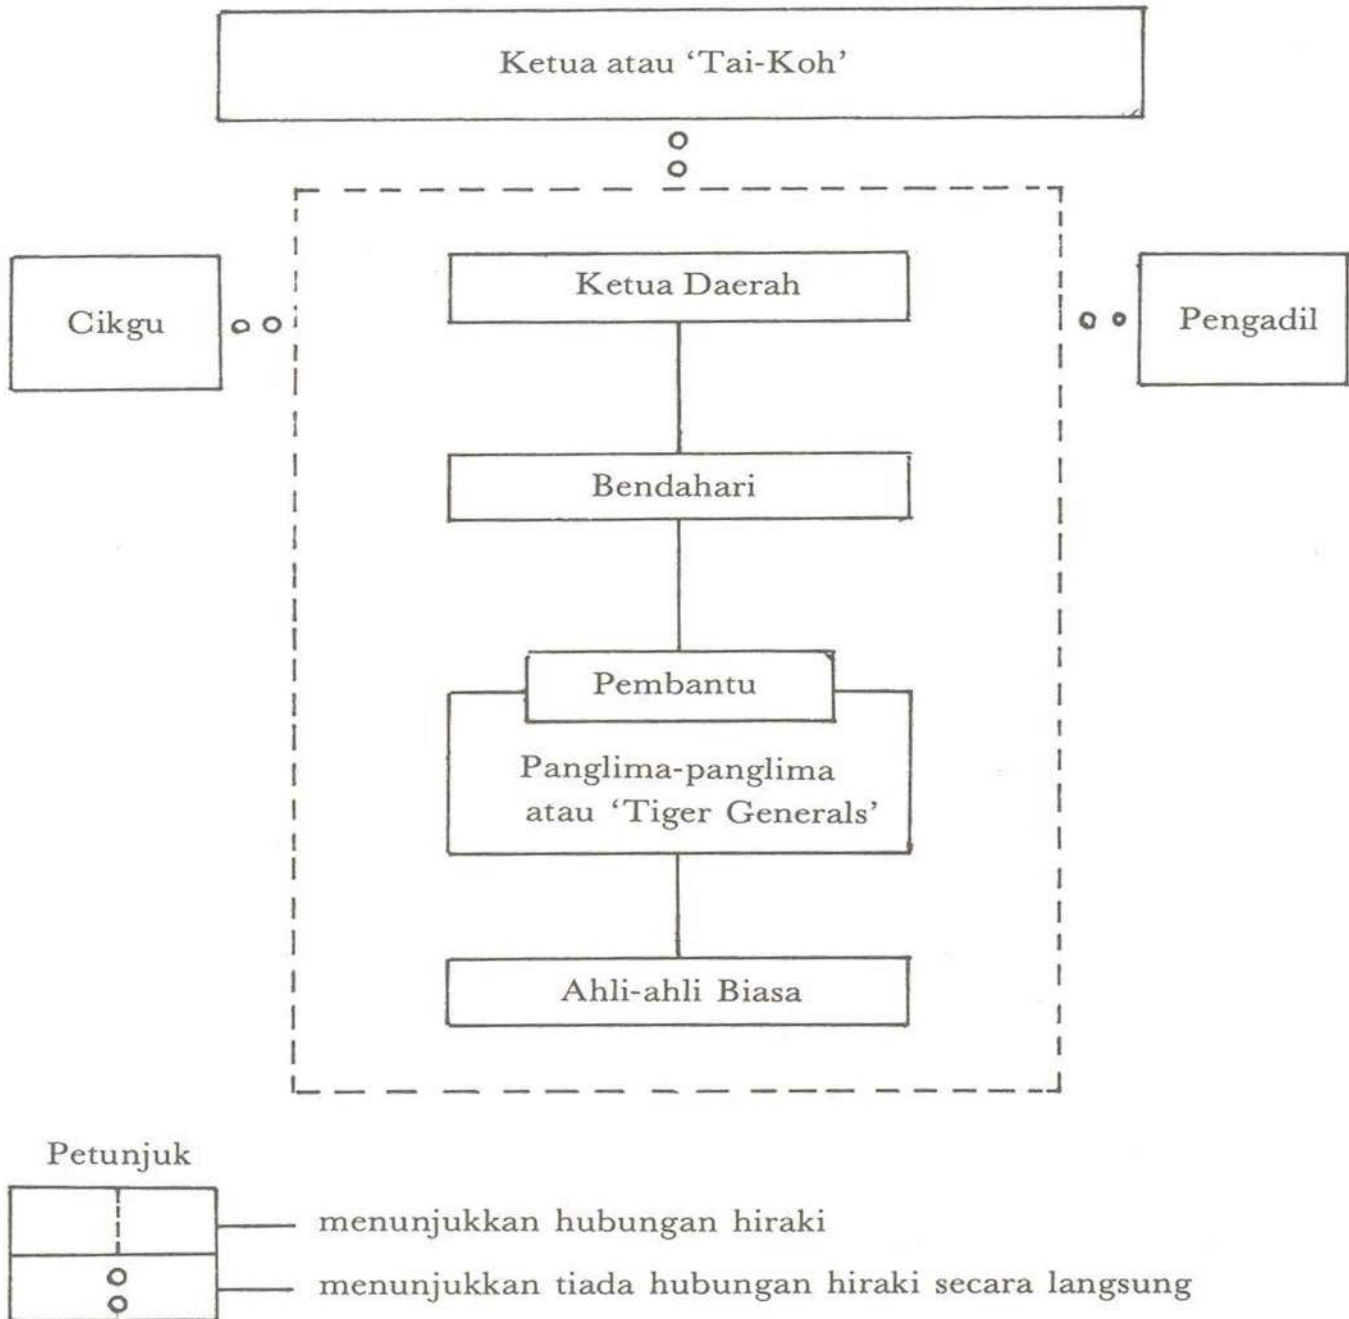 Ketua atau ‘Tai-Koh’
Ketua Daerah
Cikgu
Pengadil
Bendahari
Pembantu
Panglima-panglima
atau ‘Tiger Generals’
Ahli-ahli Biasa
Petunjuk
menunjukkan hubungan hiraki
menunjukkan tiada hubungan hiraki secara langsung